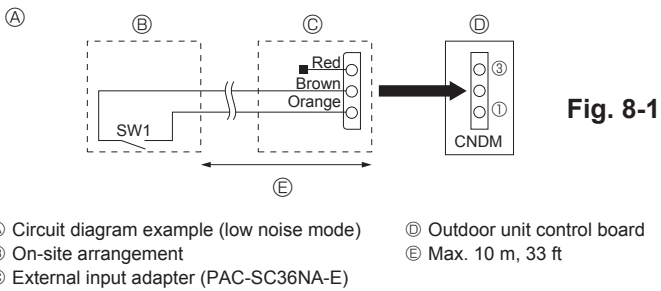 Ⓐ
Ⓑ
Ⓒ
Ⓓ
Red
Brown
Orange
SW1
③
①
CNDM
Ⓔ
Fig. 8-1
Ⓐ Circuit diagram example (low noise mode)
Ⓑ On-site arrangement
Ⓒ External input adapter (PAC-SC36NA-E)
Ⓓ Outdoor unit control board
Ⓔ Max. 10 m, 33 ft